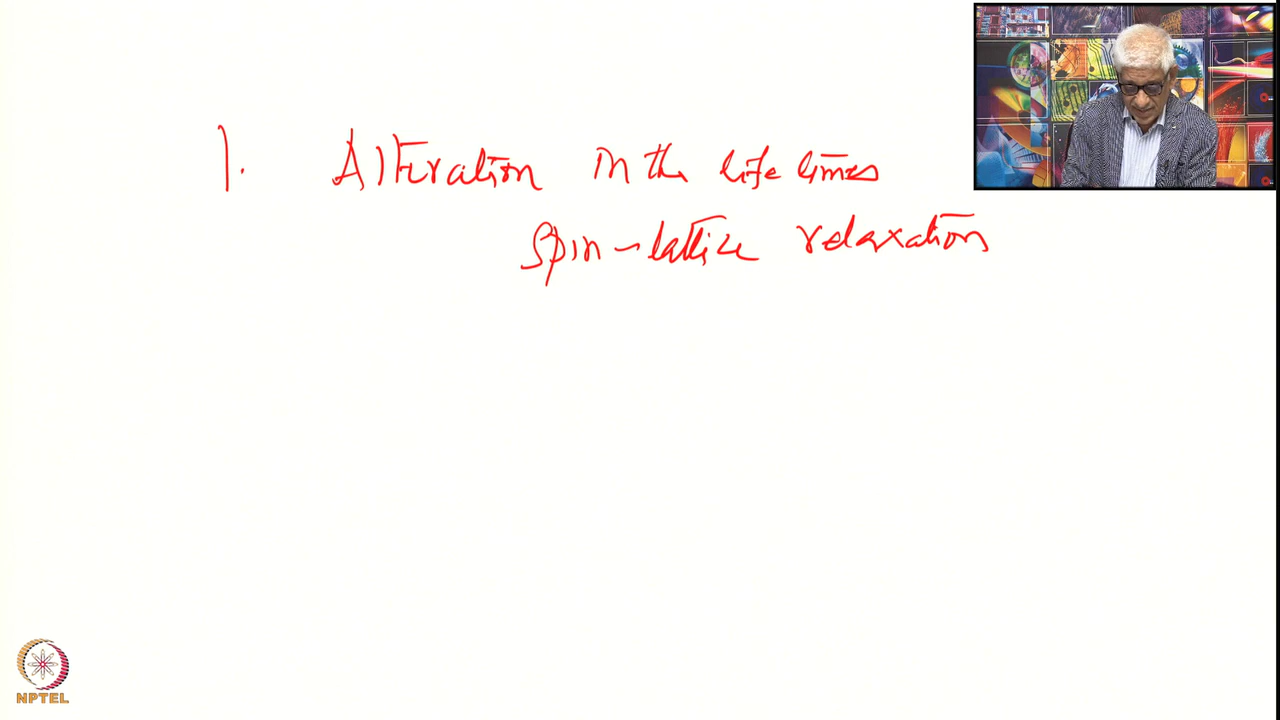 1. Alteration in the life times
spin-lattice relaxation
NPTEL